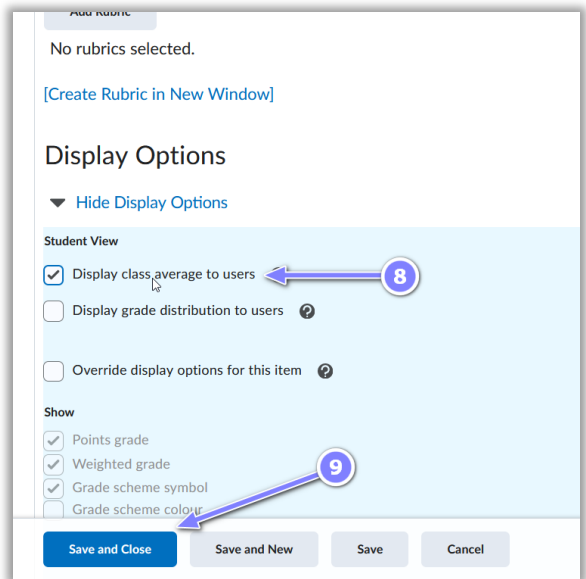 Add Rubric
No rubrics selected.
[Create Rubric in New Window]
Display Options
Hide Display Options
Student View
Display class average to users
8
Display grade distribution to users
Override display options for this item
Show
Points grade
Weighted grade
9
Grade scheme symbol
Grade scheme colour
Save and Close Save and New Save Cancel